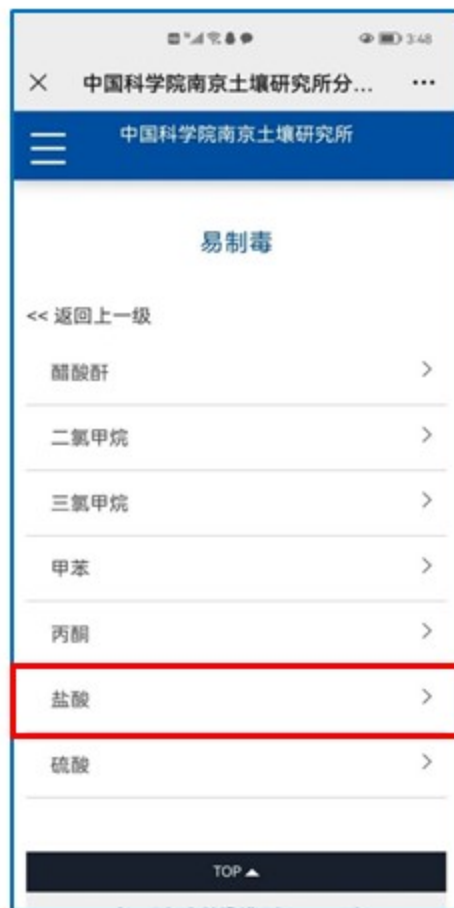 3:48
中国科学院南京土壤研究所分...
中国科学院南京土壤研究所
易制毒
<< 返回上一级
醋酸酐
二氯甲烷
三氯甲烷
甲苯
丙酮
盐酸
硫酸
TOP